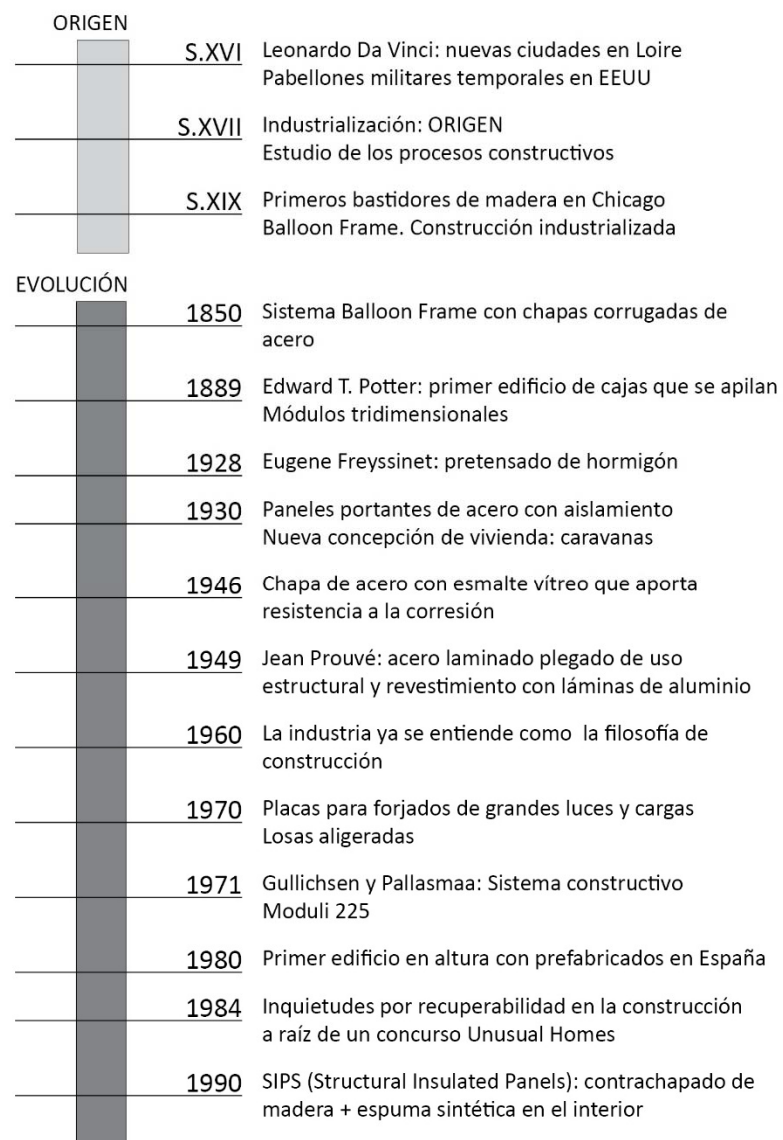 ORIGEN
S.XVI Leonardo Da Vinci: nuevas ciudades en Loire
Pabellones militares temporales en EEUU
S.XVII Industrialización: ORIGEN
Estudio de los procesos constructivos
S.XIX Primeros bastidores de madera en Chicago
Balloon Frame. Construcción industrializada
EVOLUCIÓN
1850 Sistema Balloon Frame con chapas corrugadas de
acero
1889 Edward T. Potter: primer edificio de cajas que se apilan
Módulos tridimensionales
1928 Eugene Freyssinet: pretensado de hormigón
1930 Paneles portantes de acero con aislamiento
Nueva concepción de vivienda: caravanas
1946 Chapa de acero con esmalte vítreo que aporta
resistencia a la corresión
1949 Jean Prouvé: acero laminado plegado de uso
estructural y revestimiento con láminas de aluminio
1960 La industria ya se entiende como la filosofía de
construcción
1970 Placas para forjados de grandes luces y cargas
Losas aligeradas
1971 Gullichsen y Pallasmaa: Sistema constructivo
Moduli 225
1980 Primer edificio en altura con prefabricados en España
1984 Inquietudes por recuperabilidad en la construcción
a raíz de un concurso Unusual Homes
1990 SIPS (Structural Insulated Panels): contrachapado de
madera + espuma sintética en el interior